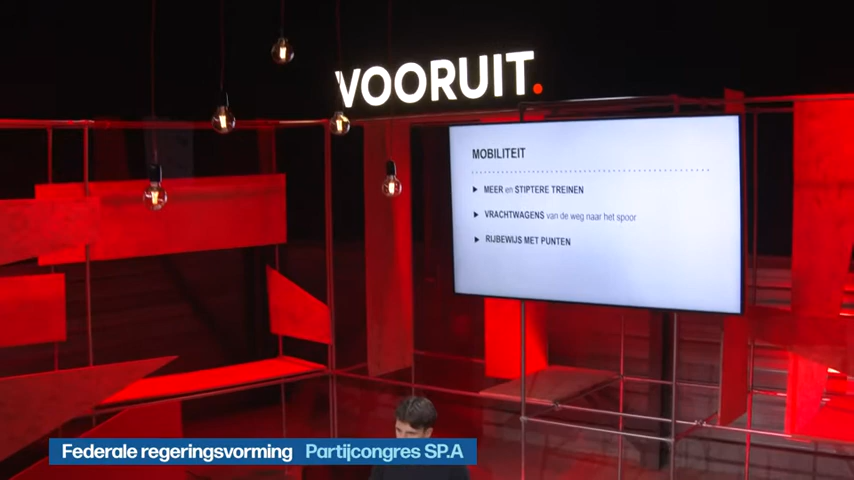 VOORUIT.
MOBILITEIT
MEER en STIPTERE TREINEN
VRACHTWAGENS van de weg naar het spoor
RIJBEWIJS MET PUNTEN
Federale regeringsvorming Partijcongres SP.A